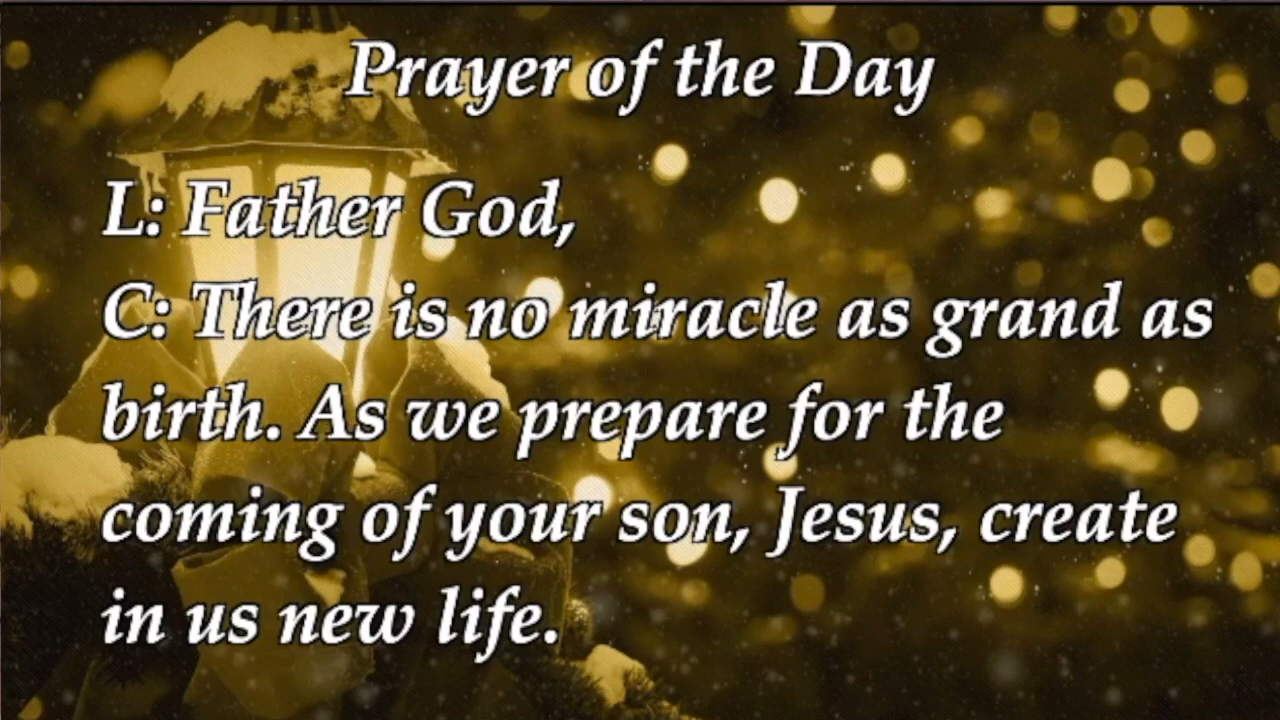 Prayer of the Day
L: Father God,
C: There is no miracle as grand as
birth. As we prepare for the
coming of your son, Jesus, create
in us new life.